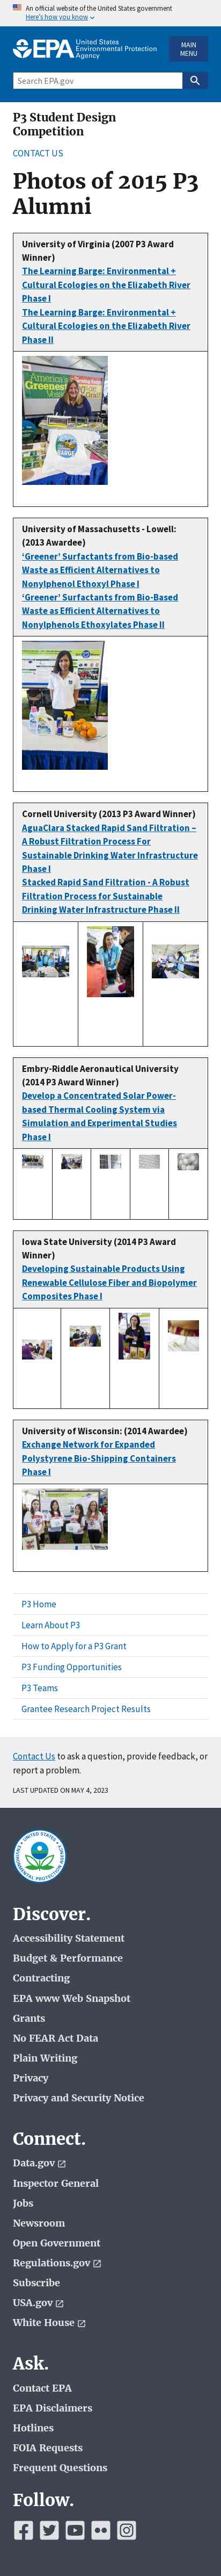 An official website of the United States government
Here's how you know
EPA United States Environmental Protection Agency
MAIN MENU
Search EPA.gov
P3 Student Design
Competition
CONTACT US
Photos of 2015 P3
Alumni
University of Virginia (2007 P3 Award
Winner)
The Learning Barge: Environmental +
Cultural Ecologies on the Elizabeth River
Phase I
The Learning Barge: Environmental +
Cultural Ecologies on the Elizabeth River
Phase II
University of Massachusetts - Lowell:
(2013 Awardee)
'Greener' Surfactants from Bio-based
Waste as Efficient Alternatives to
Nonylphenol Ethoxyl Phase I
'Greener' Surfactants from Bio-Based
Waste as Efficient Alternatives to
Nonylphenols Ethoxylates Phase II
Cornell University (2013 P3 Award Winner)
AguaClara Stacked Rapid Sand Filtration –
A Robust Filtration Process For
Sustainable Drinking Water Infrastructure
Phase I
Stacked Rapid Sand Filtration - A Robust
Filtration Process for Sustainable
Drinking Water Infrastructure Phase II
Embry-Riddle Aeronautical University
(2014 P3 Award Winner)
Develop a Concentrated Solar Power-
based Thermal Cooling System via
Simulation and Experimental Studies
Phase I
Iowa State University (2014 P3 Award
Winner)
Developing Sustainable Products Using
Renewable Cellulose Fiber and Biopolymer
Composites Phase I
University of Wisconsin: (2014 Awardee)
Exchange Network for Expanded
Polystyrene Bio-Shipping Containers
Phase I
P3 Home
Learn About P3
How to Apply for a P3 Grant
P3 Funding Opportunities
P3 Teams
Grantee Research Project Results
Contact Us to ask a question, provide feedback, or
report a problem.
LAST UPDATED ON MAY 4, 2023
Discover.
Accessibility Statement
Budget & Performance
Contracting
EPA www Web Snapshot
Grants
No FEAR Act Data
Plain Writing
Privacy
Privacy and Security Notice
Connect.
Data.gov
Inspector General
Jobs
Newsroom
Open Government
Regulations.gov
Subscribe
USA.gov
White House
Ask.
Contact EPA
EPA Disclaimers
Hotlines
FOIA Requests
Frequent Questions
Follow.